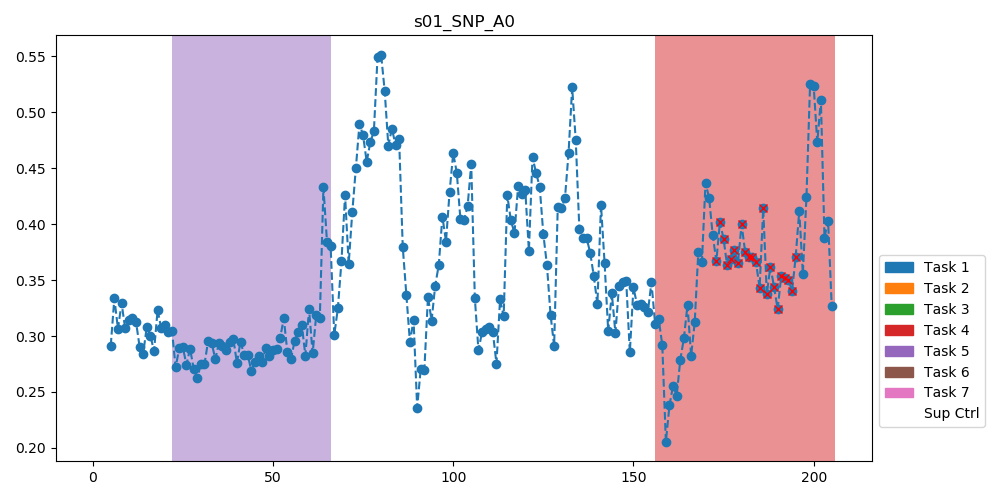 s01_SNP_A0
0.55
0.50
0.45
0.40
0.35
0.30
0.25
0.20
0 50 100 150 200
Task 1
Task 2
Task 3
Task 4
Task 5
Task 6
Task 7
Sup Ctrl